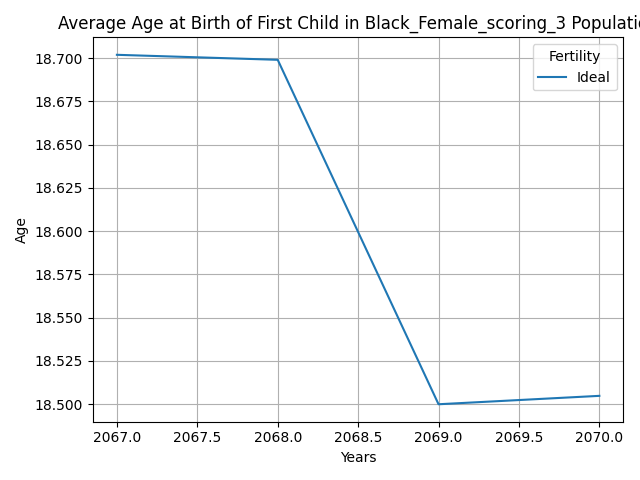 Average Age at Birth of First Child in Black_Female_scoring_3 Populatio
Fertility
Ideal
18.700
18.675
18.650
18.625
18.600
18.575
18.550
18.525
18.500
Age
2067.0 2067.5 2068.0 2068.5 2069.0 2069.5 2070.0
Years